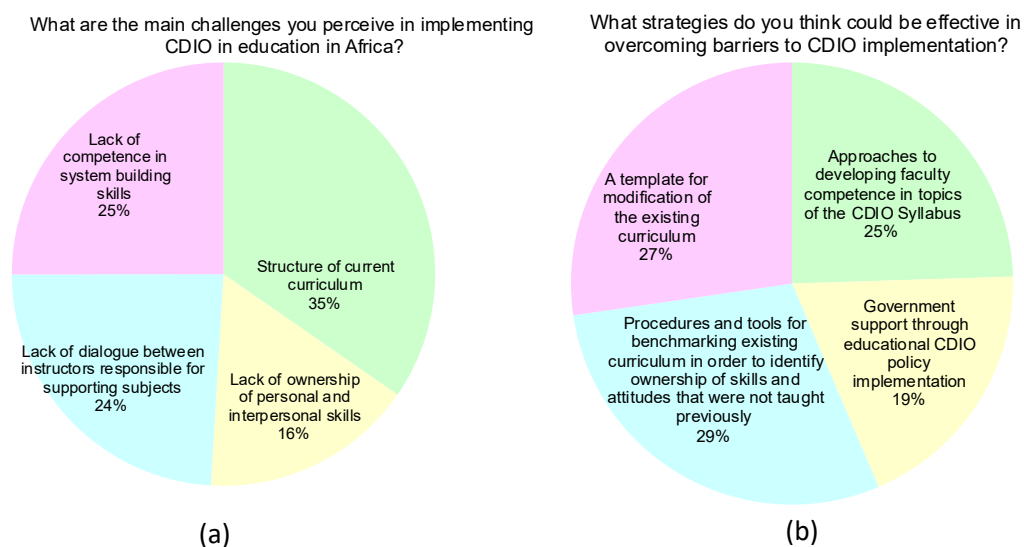 What are the main challenges you perceive in implementing
CDIO in education in Africa?
Lack of
competence in
system building
skills
25%
Structure of current
curriculum
35%
Lack of dialogue between
instructors responsible for
supporting subjects
24%
Lack of ownership
of personal and
interpersonal skills
16%
(a)
What strategies do you think could be effective in
overcoming barriers to CDIO implementation?
A template for
modification of
the existing
curriculum
27%
Approaches to
developing faculty
competence in topics
of the CDIO Syllabus
25%
Procedures and tools for
benchmarking existing
curriculum in order to identify
ownership of skills and
attitudes that were not taught
previously
29%
Government
support through
educational CDIO
policy
implementation
19%
(b)